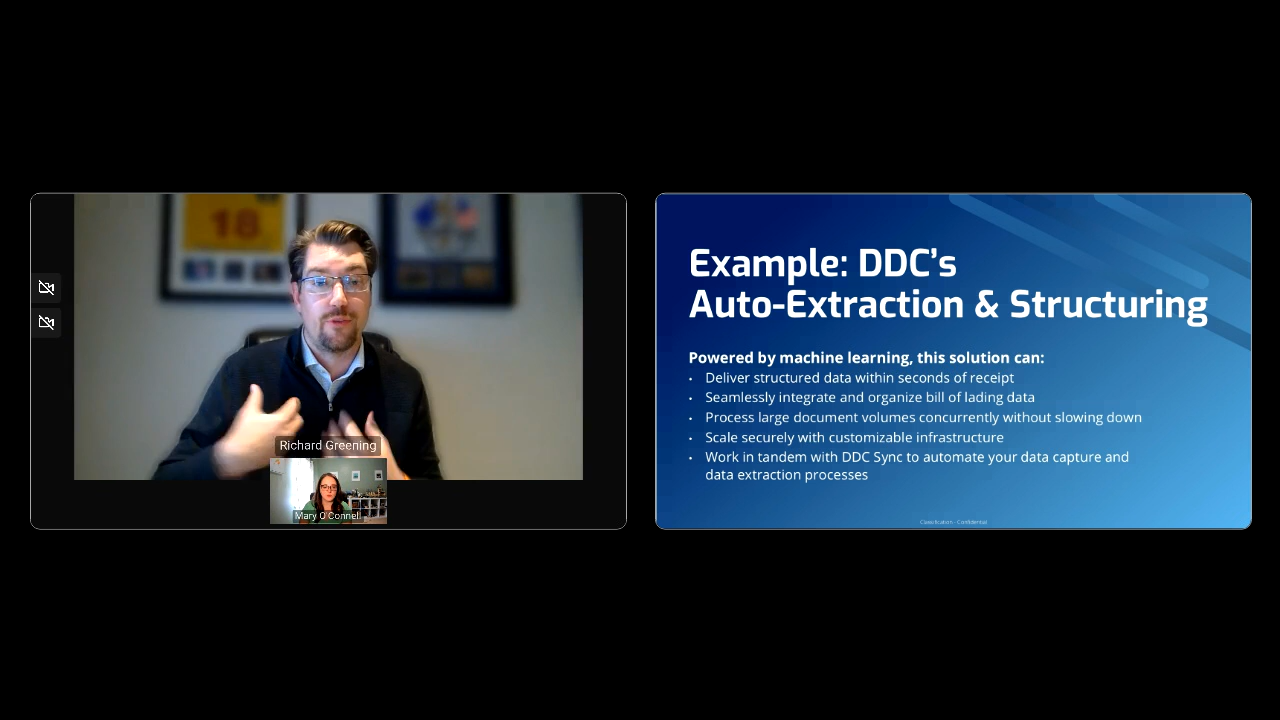 18
Richard Greening
Mary O'Connell
Example: DDC's
Auto-Extraction & Structuring
Powered by machine learning, this solution can:
• Deliver structured data within seconds of receipt
• Seamlessly integrate and organize bill of lading data
• Process large document volumes concurrently without slowing down
• Scale securely with customizable infrastructure
• Work in tandem with DDC Sync to automate your data capture and
data extraction processes
Classification - Confidential